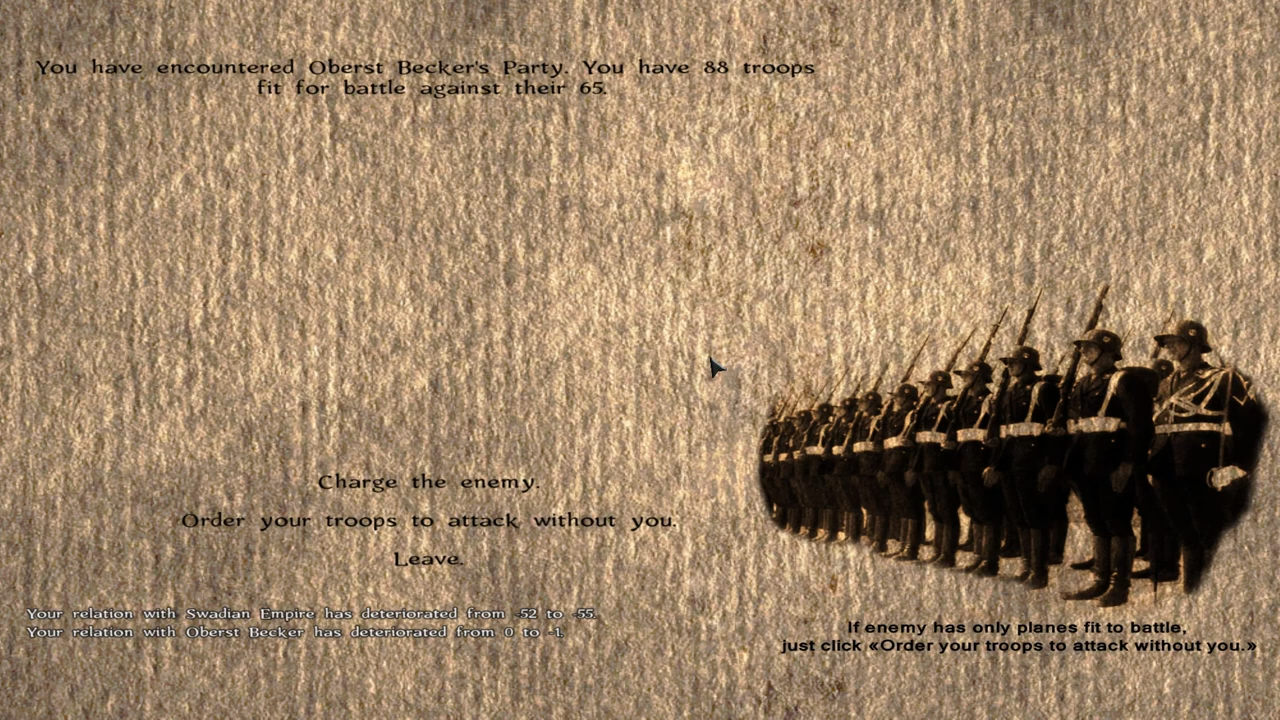 You have encountered Oberst Becker's Party. You have 88 troops
fit for battle against their 65.
Charge the enemy.
Order your troops to attack without you.
Leave.
Your relation with Swadian Empire has deteriorated from -52 to -55.
Your relation with Oberst Becker has deteriorated from 0 to -1.
If enemy has only planes fit to battle,
just click «Order your troops to attack without you.»